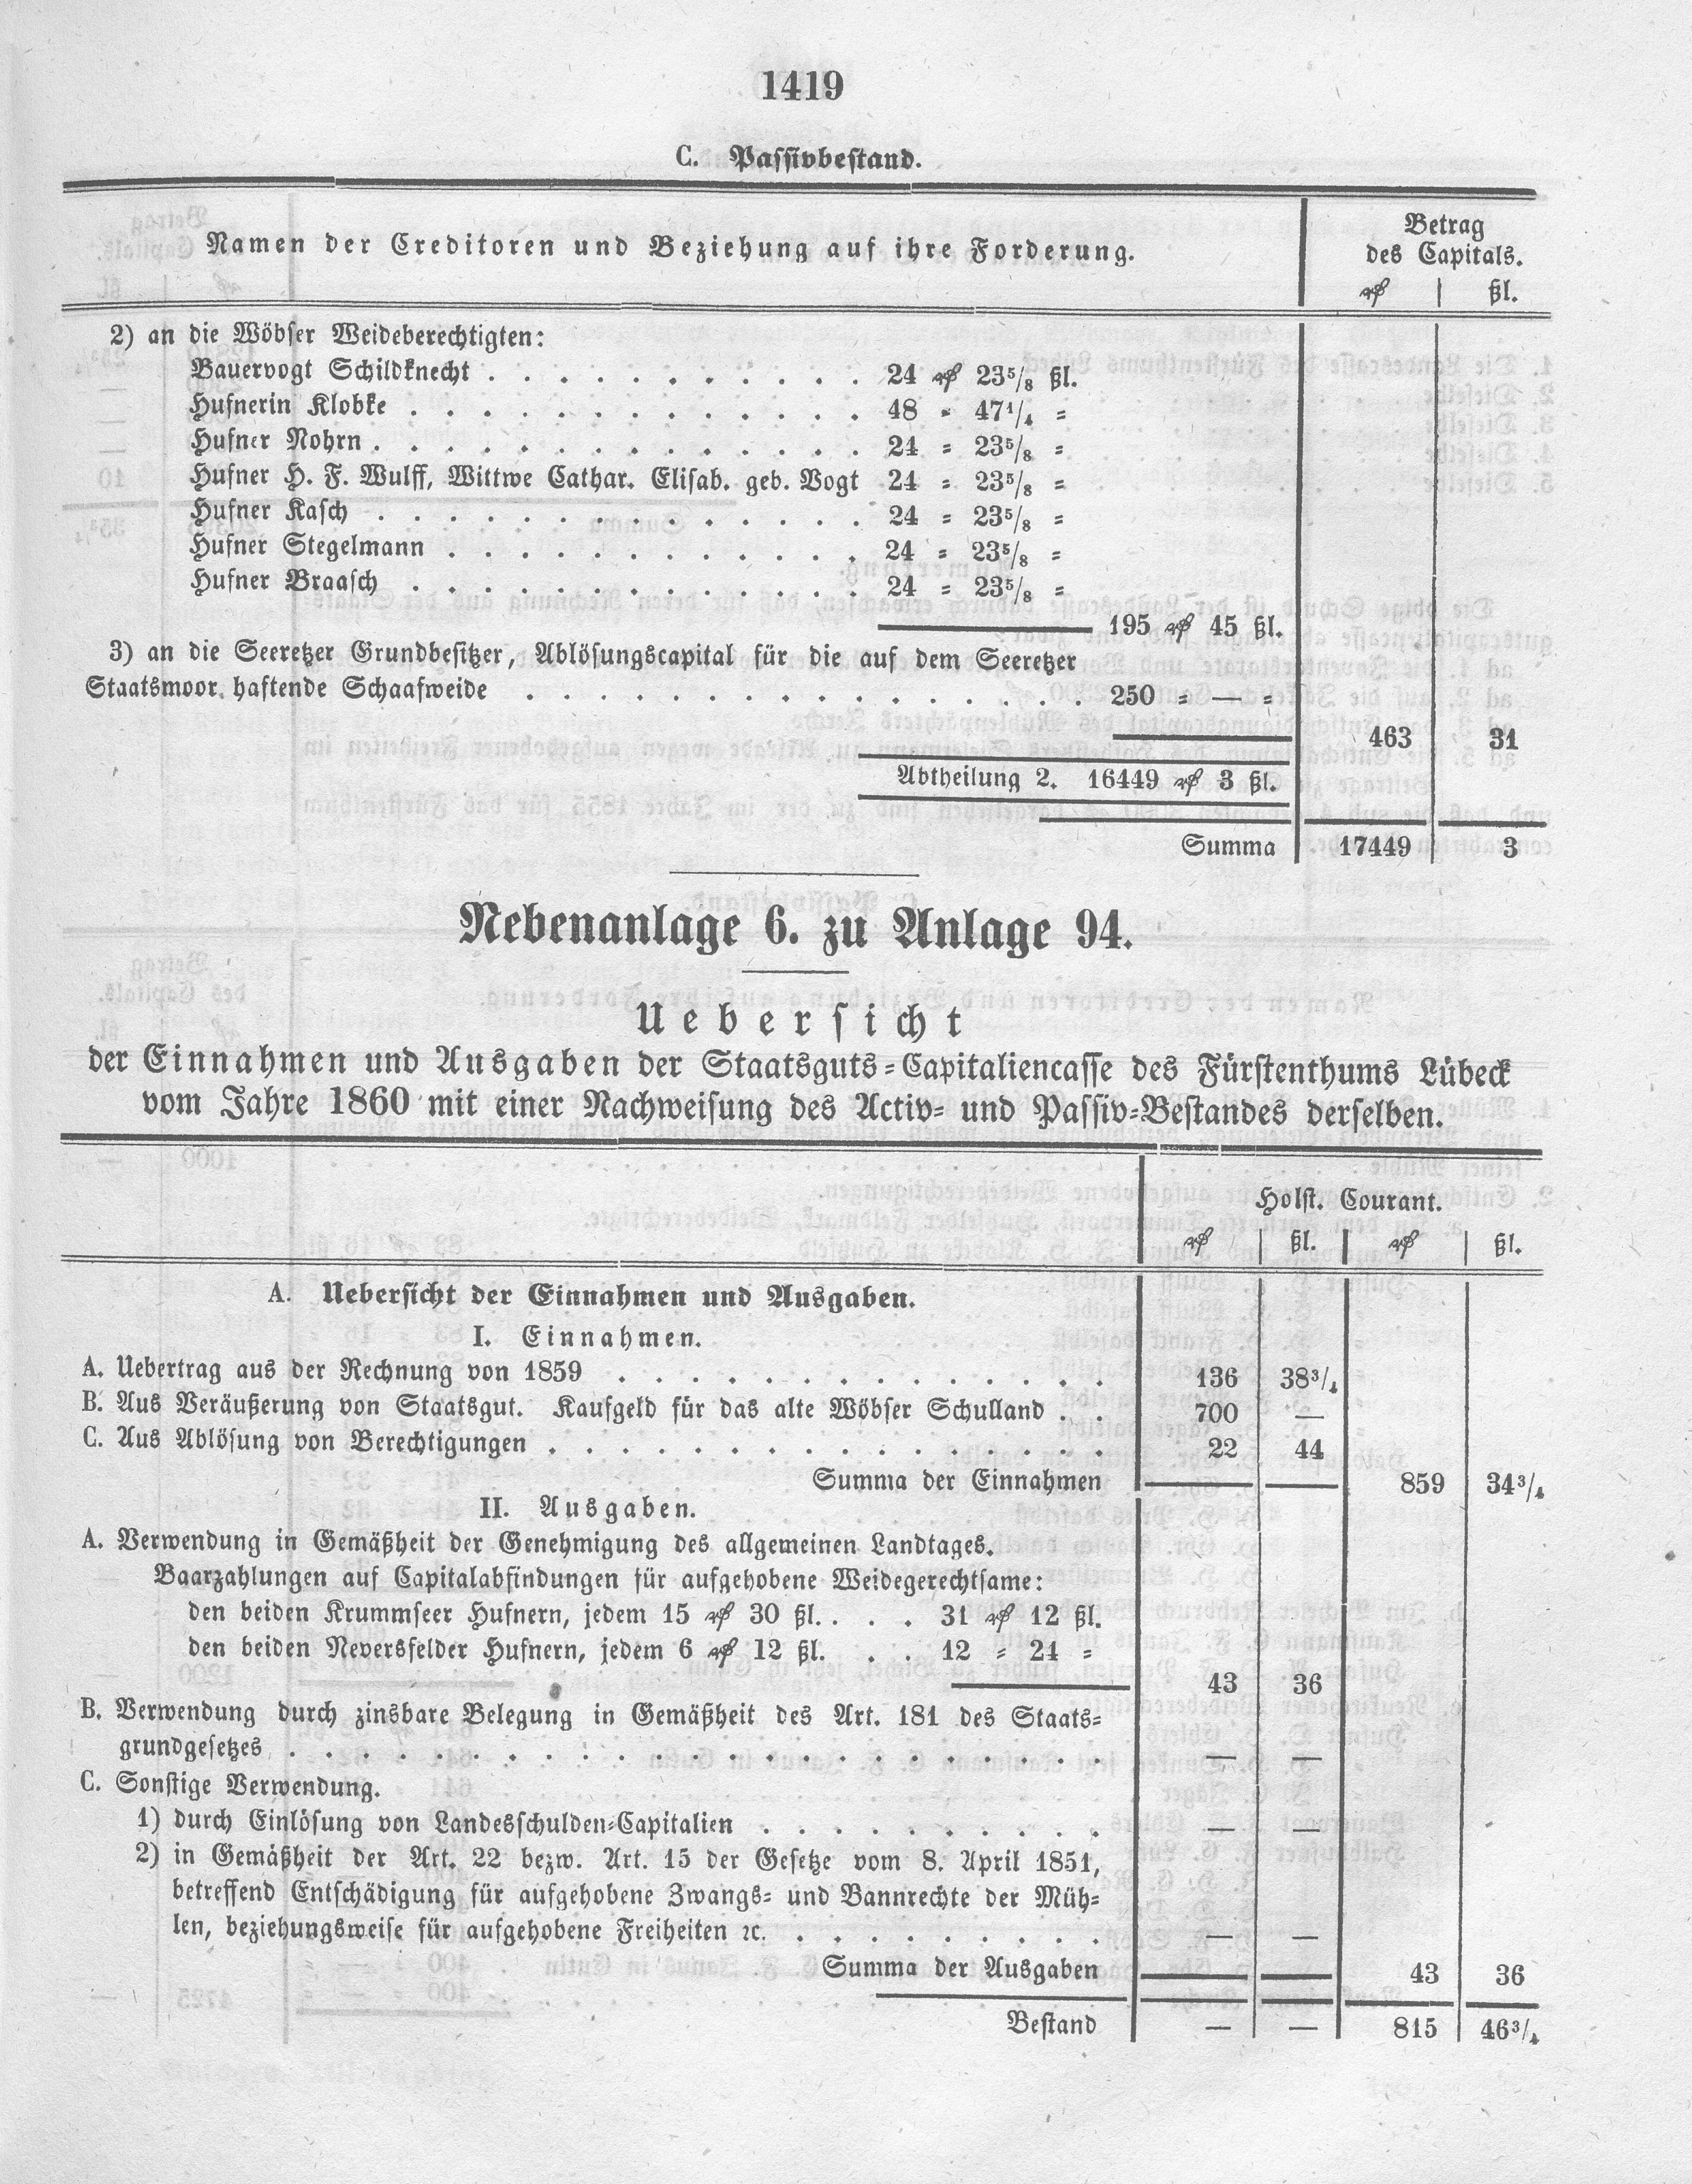 1419
C. Passivbestand.
Namen der Creditoren und Beziehung auf ihre Forderung.
Betrag
des Capitals.
₰ ßl.
2) an die Wöbser Weideberechtigten:
Bauervogt Schildknecht . . . . . . . . . . . 24 ₰ 23⁵/₈ ßl.
Hufnerin Klobke . . . . . . . . . . . . . 48 = 47¹/₄ =
Hufner Rohrn . . . . . . . . . . . . . . 24 = 23⁵/₈ =
Hufner H. F. Wulff, Wittwe Cathar. Elisab. geb. Vogt 24 = 23⁵/₈ =
Hufner Kasch . . . . . . . . . . . . . . 24 = 23⁵/₈ =
Hufner Stegelmann . . . . . . . . . . . . 24 = 23⁵/₈ =
Hufner Braasch . . . . . . . . . . . . . 24 = 23⁵/₈ =
195 ₰ 45 ßl.
3) an die Seeretzer Grundbesitzer, Ablösungscapital für die auf dem Seeretzer
Staatsmoor haftende Schaafweide . . . . . . . . . . . . . . . . 250 = — =
463 31
Abtheilung 2. 16449 ₰ 3 ßl.
Summa 17449 3
Nebenanlage 6. zu Anlage 94.
Uebersicht
der Einnahmen und Ausgaben der Staatsguts=Capitaliencasse des Fürstenthums Lübeck
vom Jahre 1860 mit einer Nachweisung des Activ= und Passiv=Bestandes derselben.
Holst. Courant.
₰ ßl. ₰ ßl.
A. Uebersicht der Einnahmen und Ausgaben.
I. Einnahmen.
A. Uebertrag aus der Rechnung von 1859 . . . . . . . . . . . . . . 136 38³/₄
B. Aus Veräußerung von Staatsgut. Kaufgeld für das alte Wöbser Schulland . . 700 —
C. Aus Ablösung von Berechtigungen . . . . . . . . . . . . . . . . 22 44
Summa der Einnahmen 859 34³/₄
II. Ausgaben.
A. Verwendung in Gemäßheit der Genehmigung des allgemeinen Landtages.
Baarzahlungen auf Capitalabfindungen für aufgehobene Weidegerechtsame:
den beiden Krummseer Hufnern, jedem 15 ₰ 30 ßl. . . . 31 ₰ 12 ßl.
den beiden Neversfelder Hufnern, jedem 6 ₰ 12 ßl. . . 12 = 24 =
43 36
B. Verwendung durch zinsbare Belegung in Gemäßheit des Art. 181 des Staats=
grundgesetzes . . . . . . . . . . . . . . . . . . . . . . . — —
C. Sonstige Verwendung.
1) durch Einlösung von Landesschulden=Capitalien . . . . . . . . . . — —
2) in Gemäßheit der Art. 22 bezw. Art. 15 der Gesetze vom 8. April 1851,
betreffend Entschädigung für aufgehobene Zwangs= und Bannrechte der Müh=
len, beziehungsweise für aufgehobene Freiheiten ꝛc. . . . . . . . . . — —
Summa der Ausgaben 43 36
Bestand — — 815 46³/₄